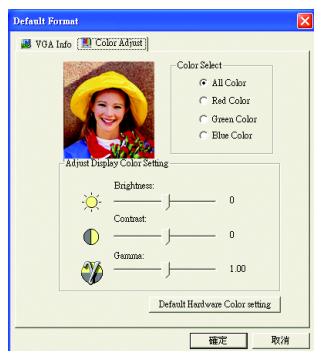 Default Format
VGA Info
Color Adjust
Color Select
All Color
Red Color
Green Color
Blue Color
Adjust Display Color Setting
Brightness:
0
Contrast:
0
Gamma:
1.00
Default Hardware Color setting
確定
取消